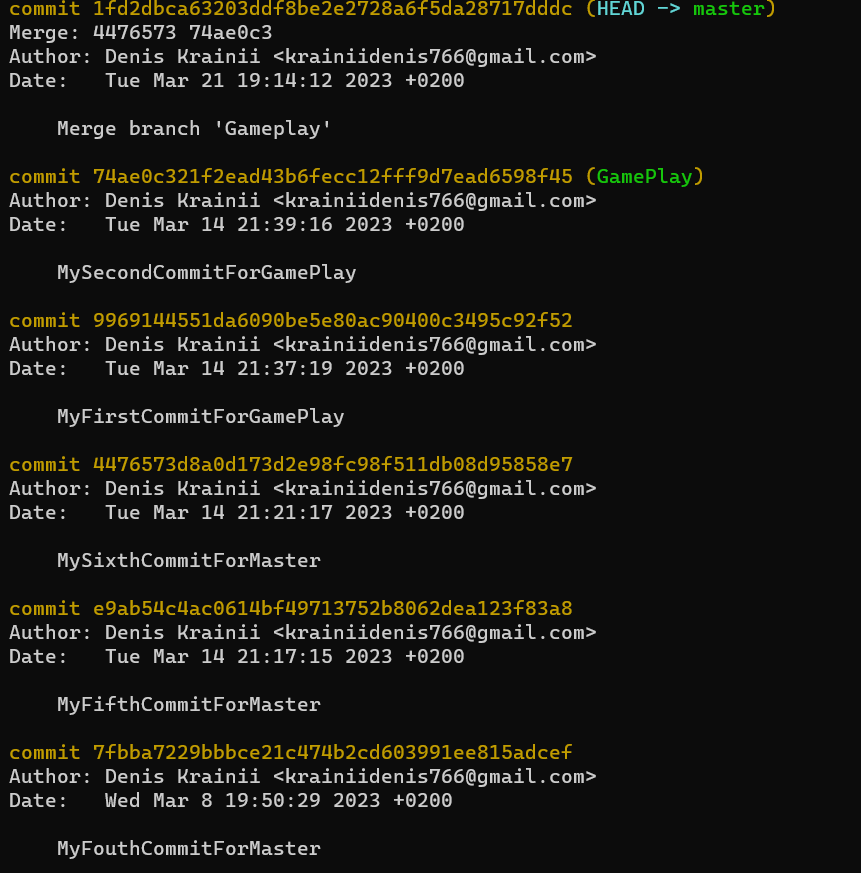 commit 1fd2dbca63203ddf8be2e2728a6f5da28717dddc (HEAD -> master)
Merge: 4476573 74ae0c3
Author: Denis Krainii <krainiidenis766@gmail.com>
Date:   Tue Mar 21 19:14:12 2023 +0200
Merge branch 'Gameplay'
commit 74ae0c321f2ead43b6fecc12fff9d7ead6598f45 (GamePlay)
Author: Denis Krainii <krainiidenis766@gmail.com>
Date:   Tue Mar 14 21:39:16 2023 +0200
MySecondCommitForGamePlay
commit 9969144551da6090be5e80ac90400c3495c92f52
Author: Denis Krainii <krainiidenis766@gmail.com>
Date:   Tue Mar 14 21:37:19 2023 +0200
MyFirstCommitForGamePlay
commit 4476573d8a0d173d2e98fc98f511db08d95858e7
Author: Denis Krainii <krainiidenis766@gmail.com>
Date:   Tue Mar 14 21:21:17 2023 +0200
MySixthCommitForMaster
commit e9ab54c4ac0614bf49713752b8062dea123f83a8
Author: Denis Krainii <krainiidenis766@gmail.com>
Date:   Tue Mar 14 21:17:15 2023 +0200
MyFifthCommitForMaster
commit 7fbba7229bbbce21c474b2cd603991ee815adcef
Author: Denis Krainii <krainiidenis766@gmail.com>
Date:   Wed Mar 8 19:50:29 2023 +0200
MyFouthCommitForMaster